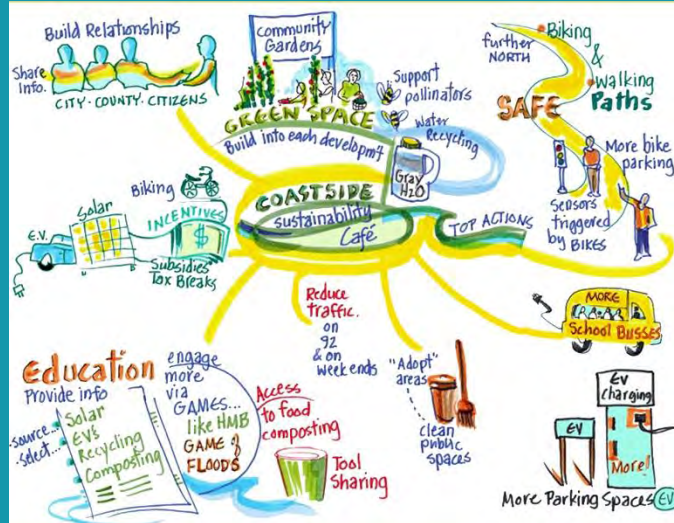 Build Relationships
Share
Info.
CITY · COUNTY · CITIZENS
Community
Gardens
GREEN SPACE
Build into each developmt
Support
pollinators
Water
Recycling
Gray
H2O
further
NORTH
Biking
&
Walking
Paths
SAFE
More bike
parking
Sensors
triggered
by BIKES
COASTSIDE
sustainability
Café
TOP ACTIONS
Biking
Solar
E.V.
INCENTIVES
$
Subsidies
Tax Breaks
Reduce
traffic.
on
92
& on
weekends
"Adopt"
areas
clean
public
spaces
MORE
School Busses
EV
charging
EV
More!
More Parking Spaces EV
Education
Provide info
..source...
..select...
Solar
EVs
Recycling
Composting
engage
more
via
GAMES...
like HMB
GAME of
FLOODS
Access
to food
composting
Tool
Sharing